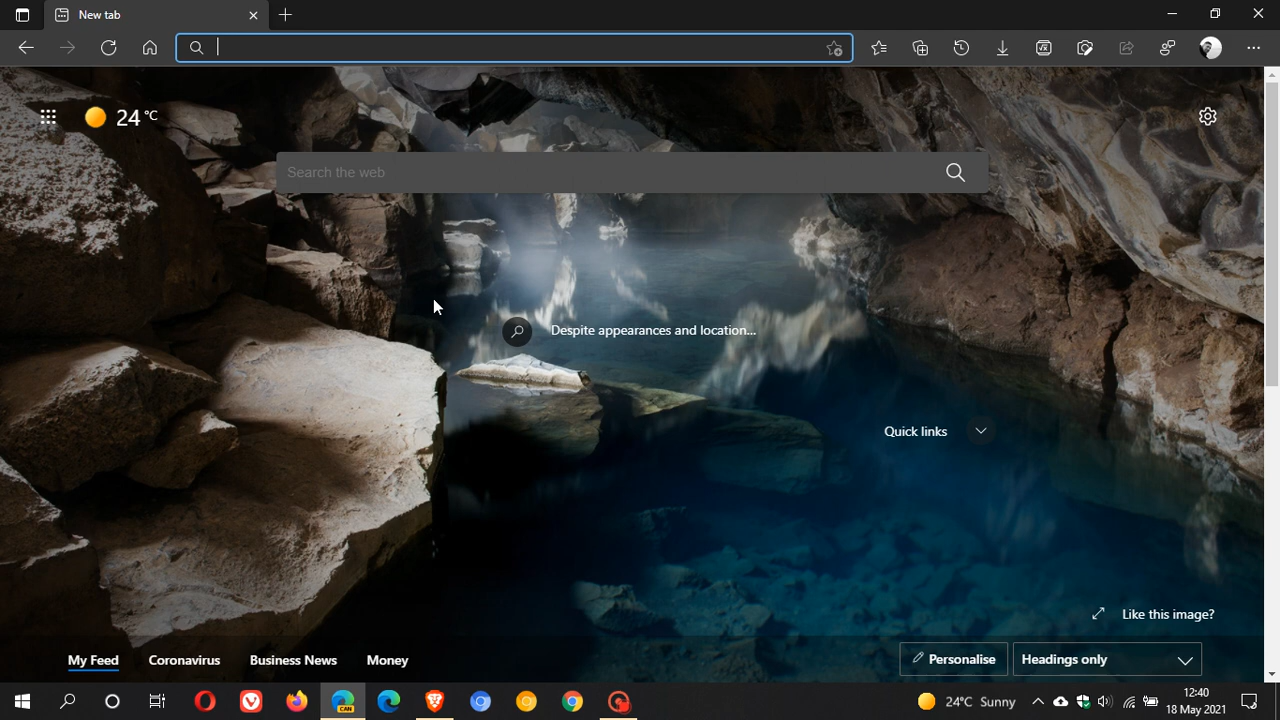 New tab
24 °C
Search the web
Despite appearances and location...
Quick links
Like this image?
My Feed
Coronavirus
Business News
Money
Personalise
Headings only
CAN
24°C Sunny
12:40
18 May 2021